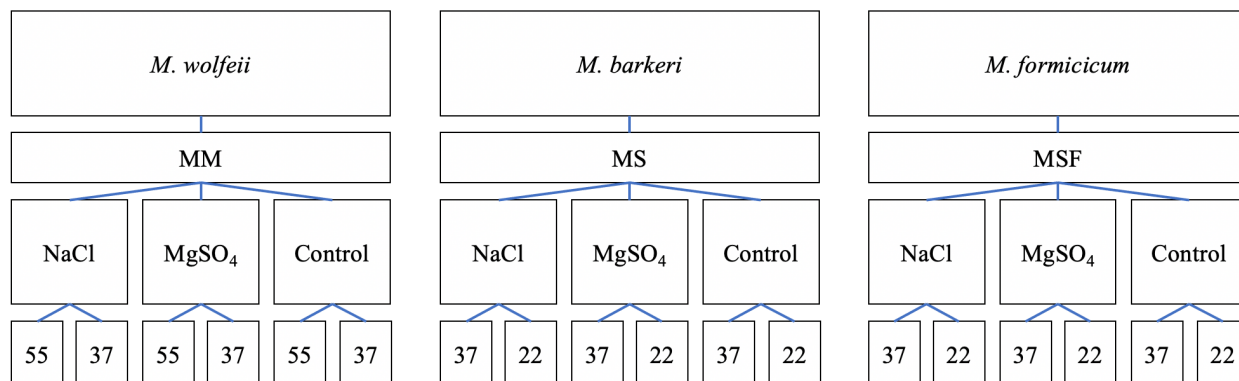 M. wolfeii M. barkeri M. formicicum
MM MS MSF
NaCl MgSO₄ Control NaCl MgSO₄ Control NaCl MgSO₄ Control
55 37 55 37 55 37 37 22 37 22 37 22 37 22 37 22 37 22